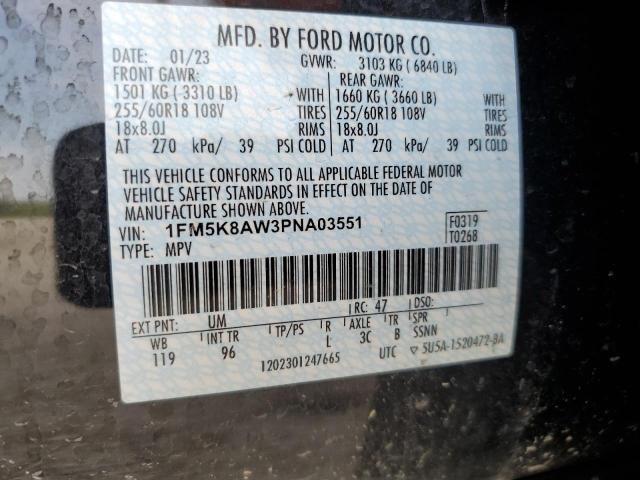 MFD. BY FORD MOTOR CO.
DATE: 01/23 GVWR: 3103 KG ( 6840 LB)
FRONT GAWR: REAR GAWR:
1501 KG ( 3310 LB) WITH 1660 KG ( 3660 LB) WITH
255/60R18 108V TIRES 255/60R18 108V TIRES
18x8.0J RIMS 18x8.0J RIMS
AT 270 kPa/ 39 PSI COLD AT 270 kPa/ 39 PSI COLD
THIS VEHICLE CONFORMS TO ALL APPLICABLE FEDERAL MOTOR
VEHICLE SAFETY STANDARDS IN EFFECT ON THE DATE OF
MANUFACTURE SHOWN ABOVE.
VIN: 1FM5K8AW3PNA03551 F0319
TYPE: MPV T0268
EXT PNT: UM RC: 47 DSO:
WB INT TR TP/PS R AXLE TR SPR SSNN
119 96 L 3C B
1202301247665 UTC ▽ 5U5A-1520472-BA